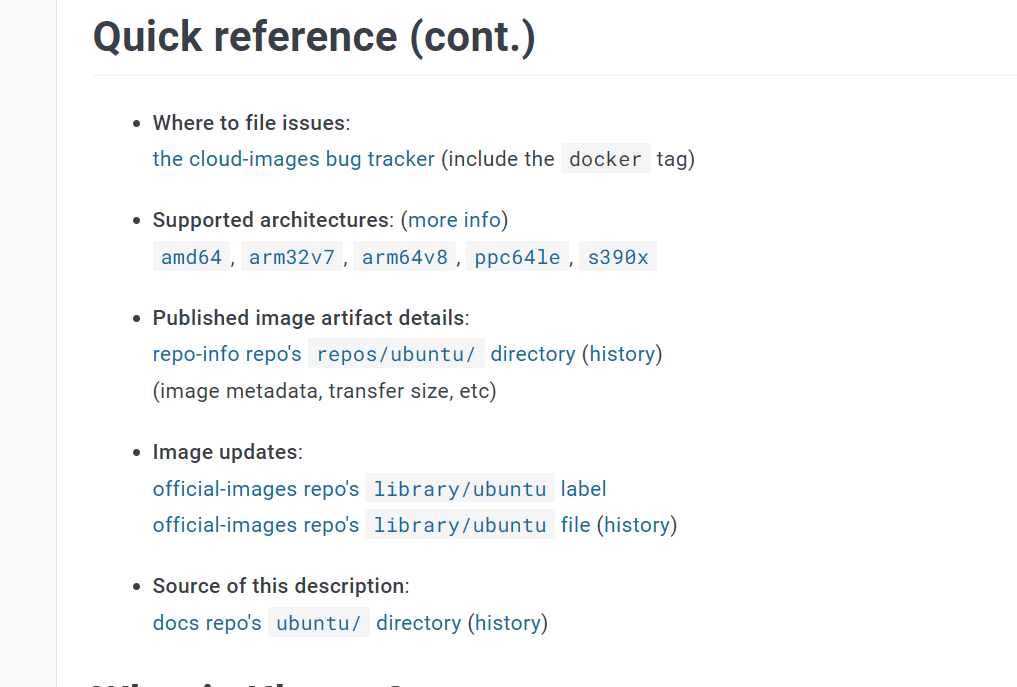 Quick reference (cont.)
Where to file issues:
the cloud-images bug tracker (include the docker tag)
Supported architectures: (more info)
amd64, arm32v7, arm64v8, ppc64le, s390x
Published image artifact details:
repo-info repo's repos/ubuntu/ directory (history)
(image metadata, transfer size, etc)
Image updates:
official-images repo's library/ubuntu label
official-images repo's library/ubuntu file (history)
Source of this description:
docs repo's ubuntu/ directory (history)